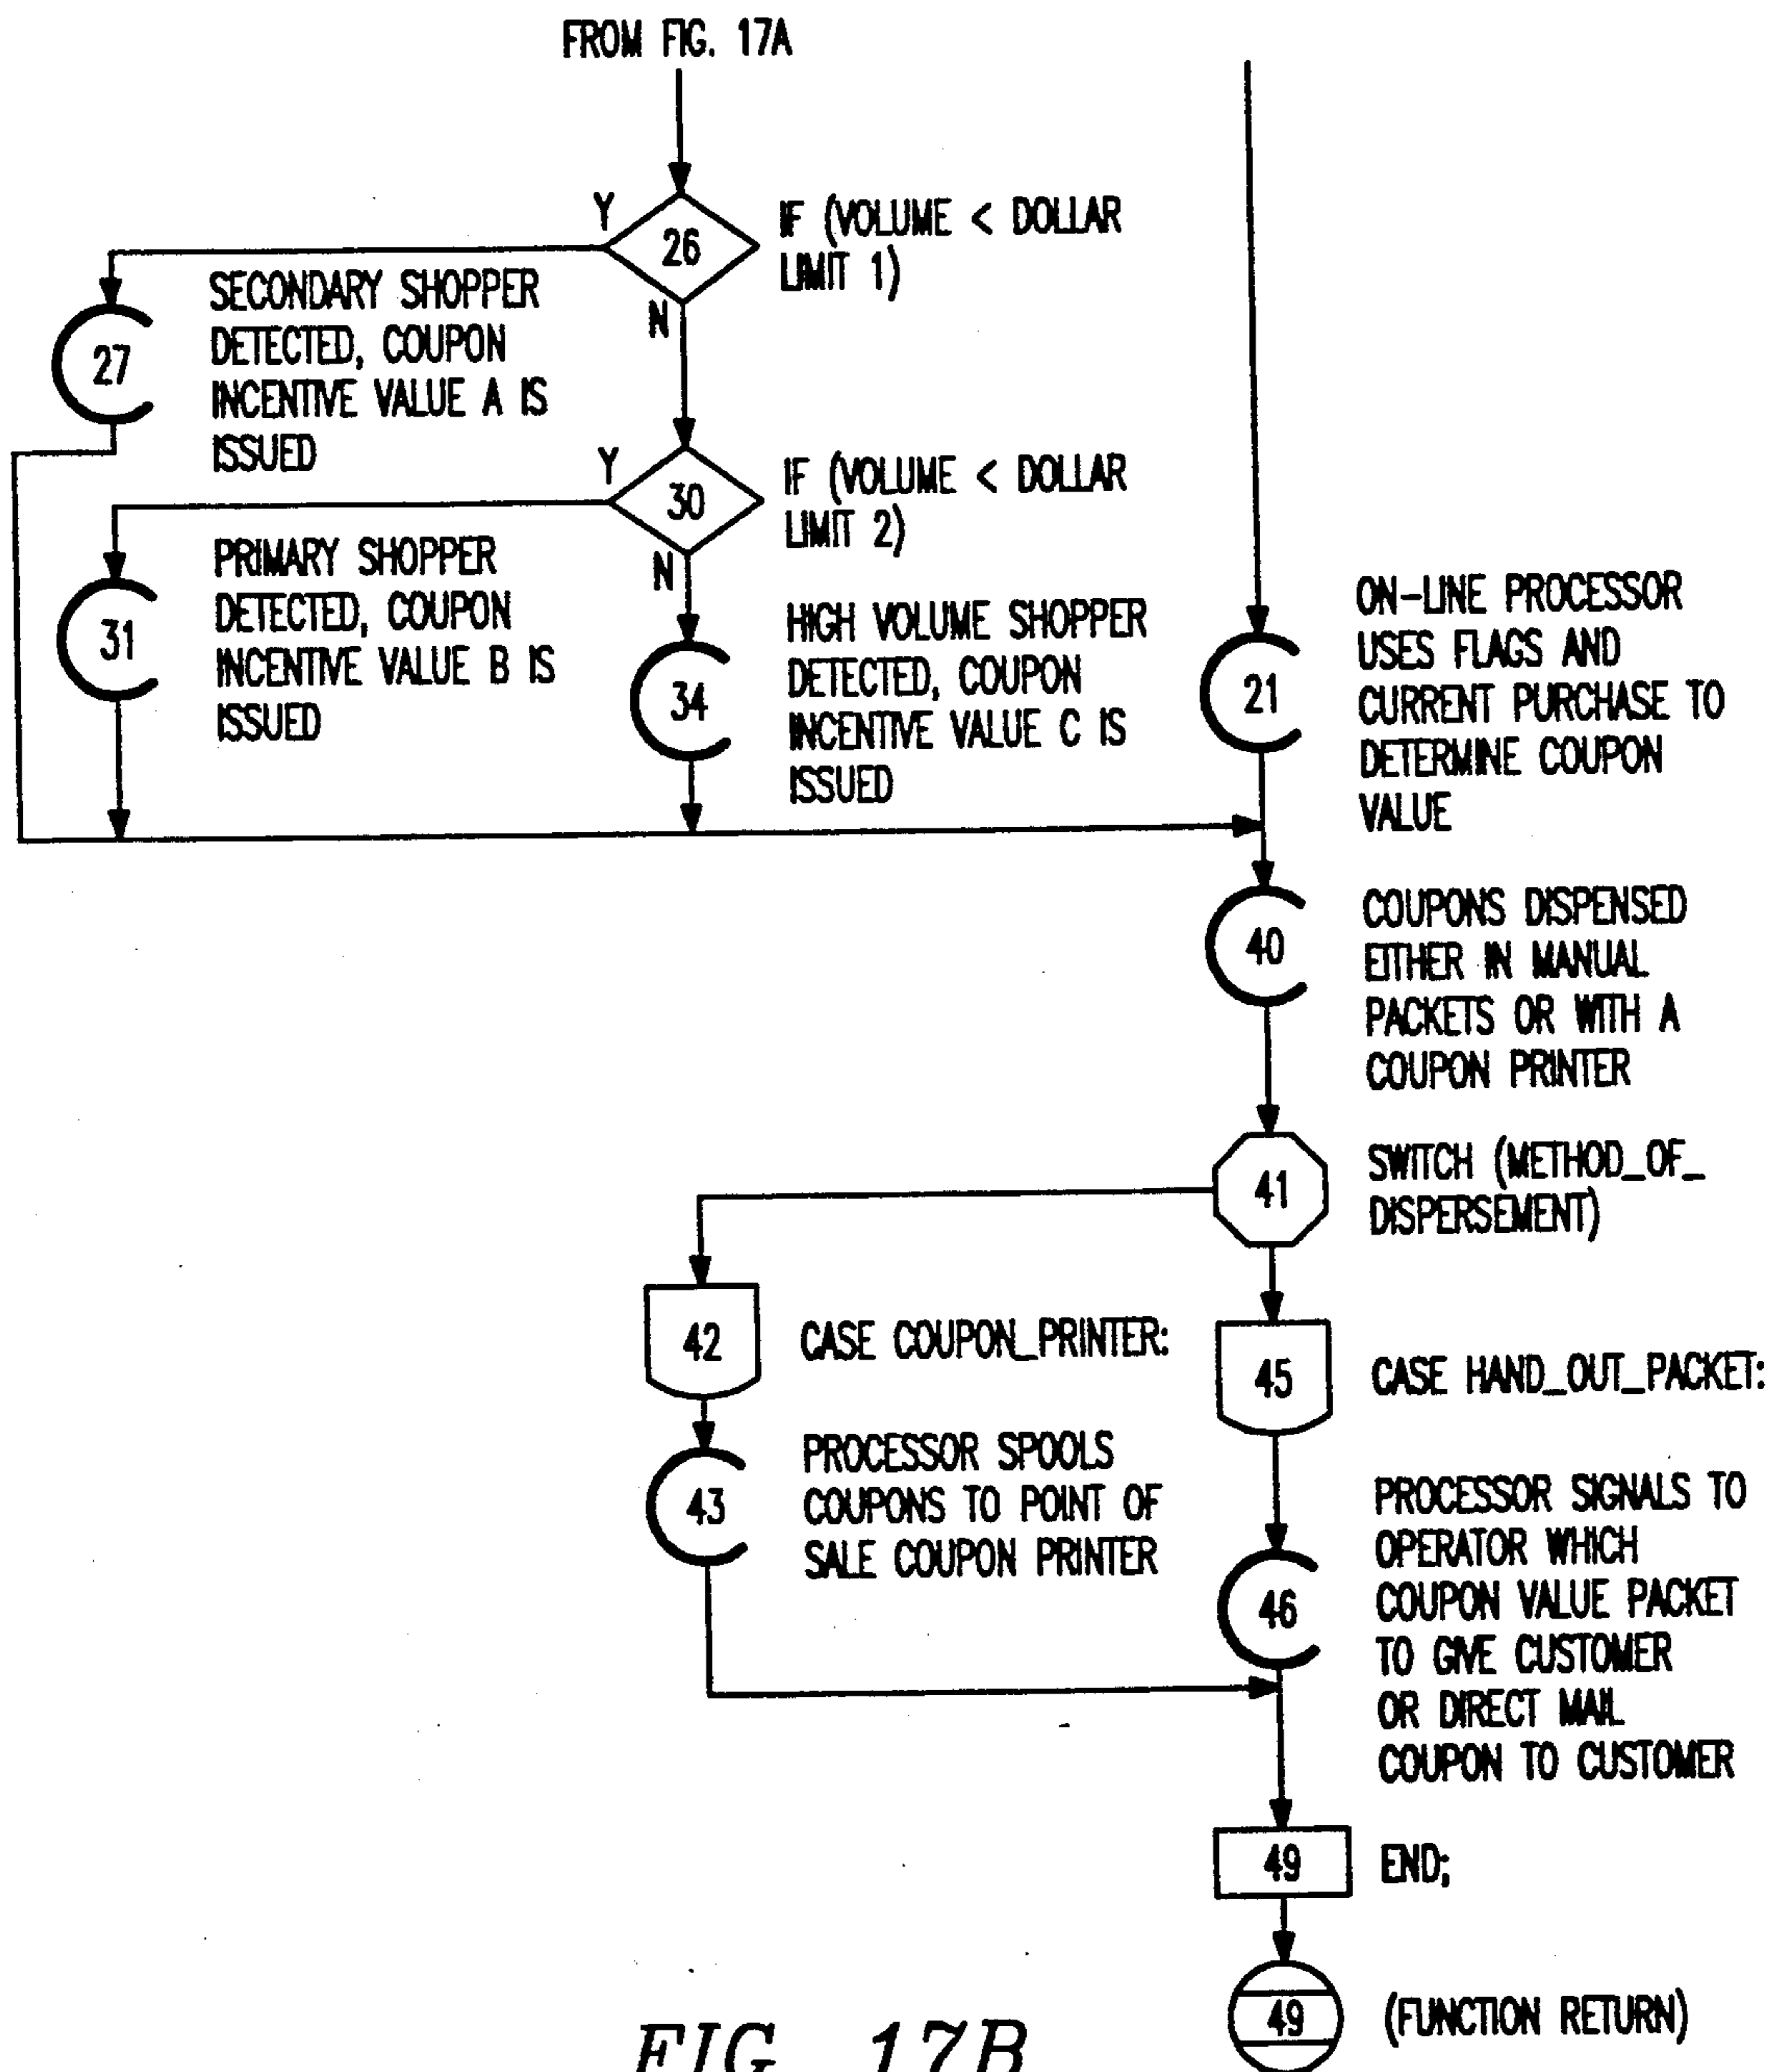 FROM FIG. 17A
Y
26
IF (VOLUME < DOLLAR
LIMIT 1)
N
27
SECONDARY SHOPPER
DETECTED, COUPON
INCENTIVE VALUE A IS
ISSUED
Y
30
IF (VOLUME < DOLLAR
LIMIT 2)
N
31
PRIMARY SHOPPER
DETECTED, COUPON
INCENTIVE VALUE B IS
ISSUED
34
HIGH VOLUME SHOPPER
DETECTED, COUPON
INCENTIVE VALUE C IS
ISSUED
21
ON-LINE PROCESSOR
USES FLAGS AND
CURRENT PURCHASE TO
DETERMINE COUPON
VALUE
40
COUPONS DISPENSED
EITHER IN MANUAL
PACKETS OR WITH A
COUPON PRINTER
41
SWITCH (METHOD_OF_
DISPERSEMENT)
42
CASE COUPON_PRINTER:
45
CASE HAND_OUT_PACKET:
43
PROCESSOR SPOOLS
COUPONS TO POINT OF
SALE COUPON PRINTER
46
PROCESSOR SIGNALS TO
OPERATOR WHICH
COUPON VALUE PACKET
TO GIVE CUSTOMER
OR DIRECT MAIL
COUPON TO CUSTOMER
49
END;
49
(FUNCTION RETURN)
FIG. 17B